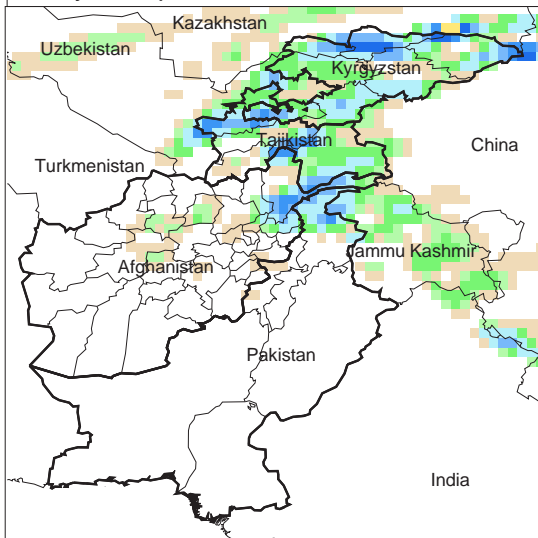 Kazakhstan
Uzbekistan
Kyrgyzstan
Tajikistan
China
Turkmenistan
Jammu Kashmir
Afghanistan
Pakistan
India